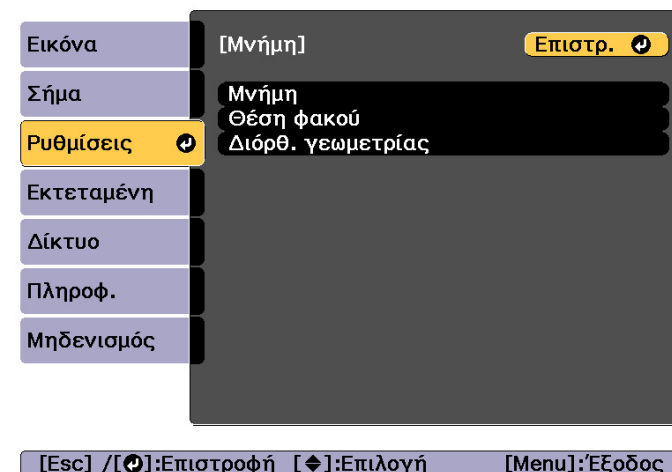 Εικόνα
Σήμα
Ρυθμίσεις
Εκτεταμένη
Δίκτυο
Πληροφ.
Μηδενισμός
[Μνήμη]
Επιστρ.
Μνήμη
Θέση φακού
Διόρθ. γεωμετρίας
[Esc] /[⏎]:Επιστροφή [◆]:Επιλογή [Menu]:Έξοδος